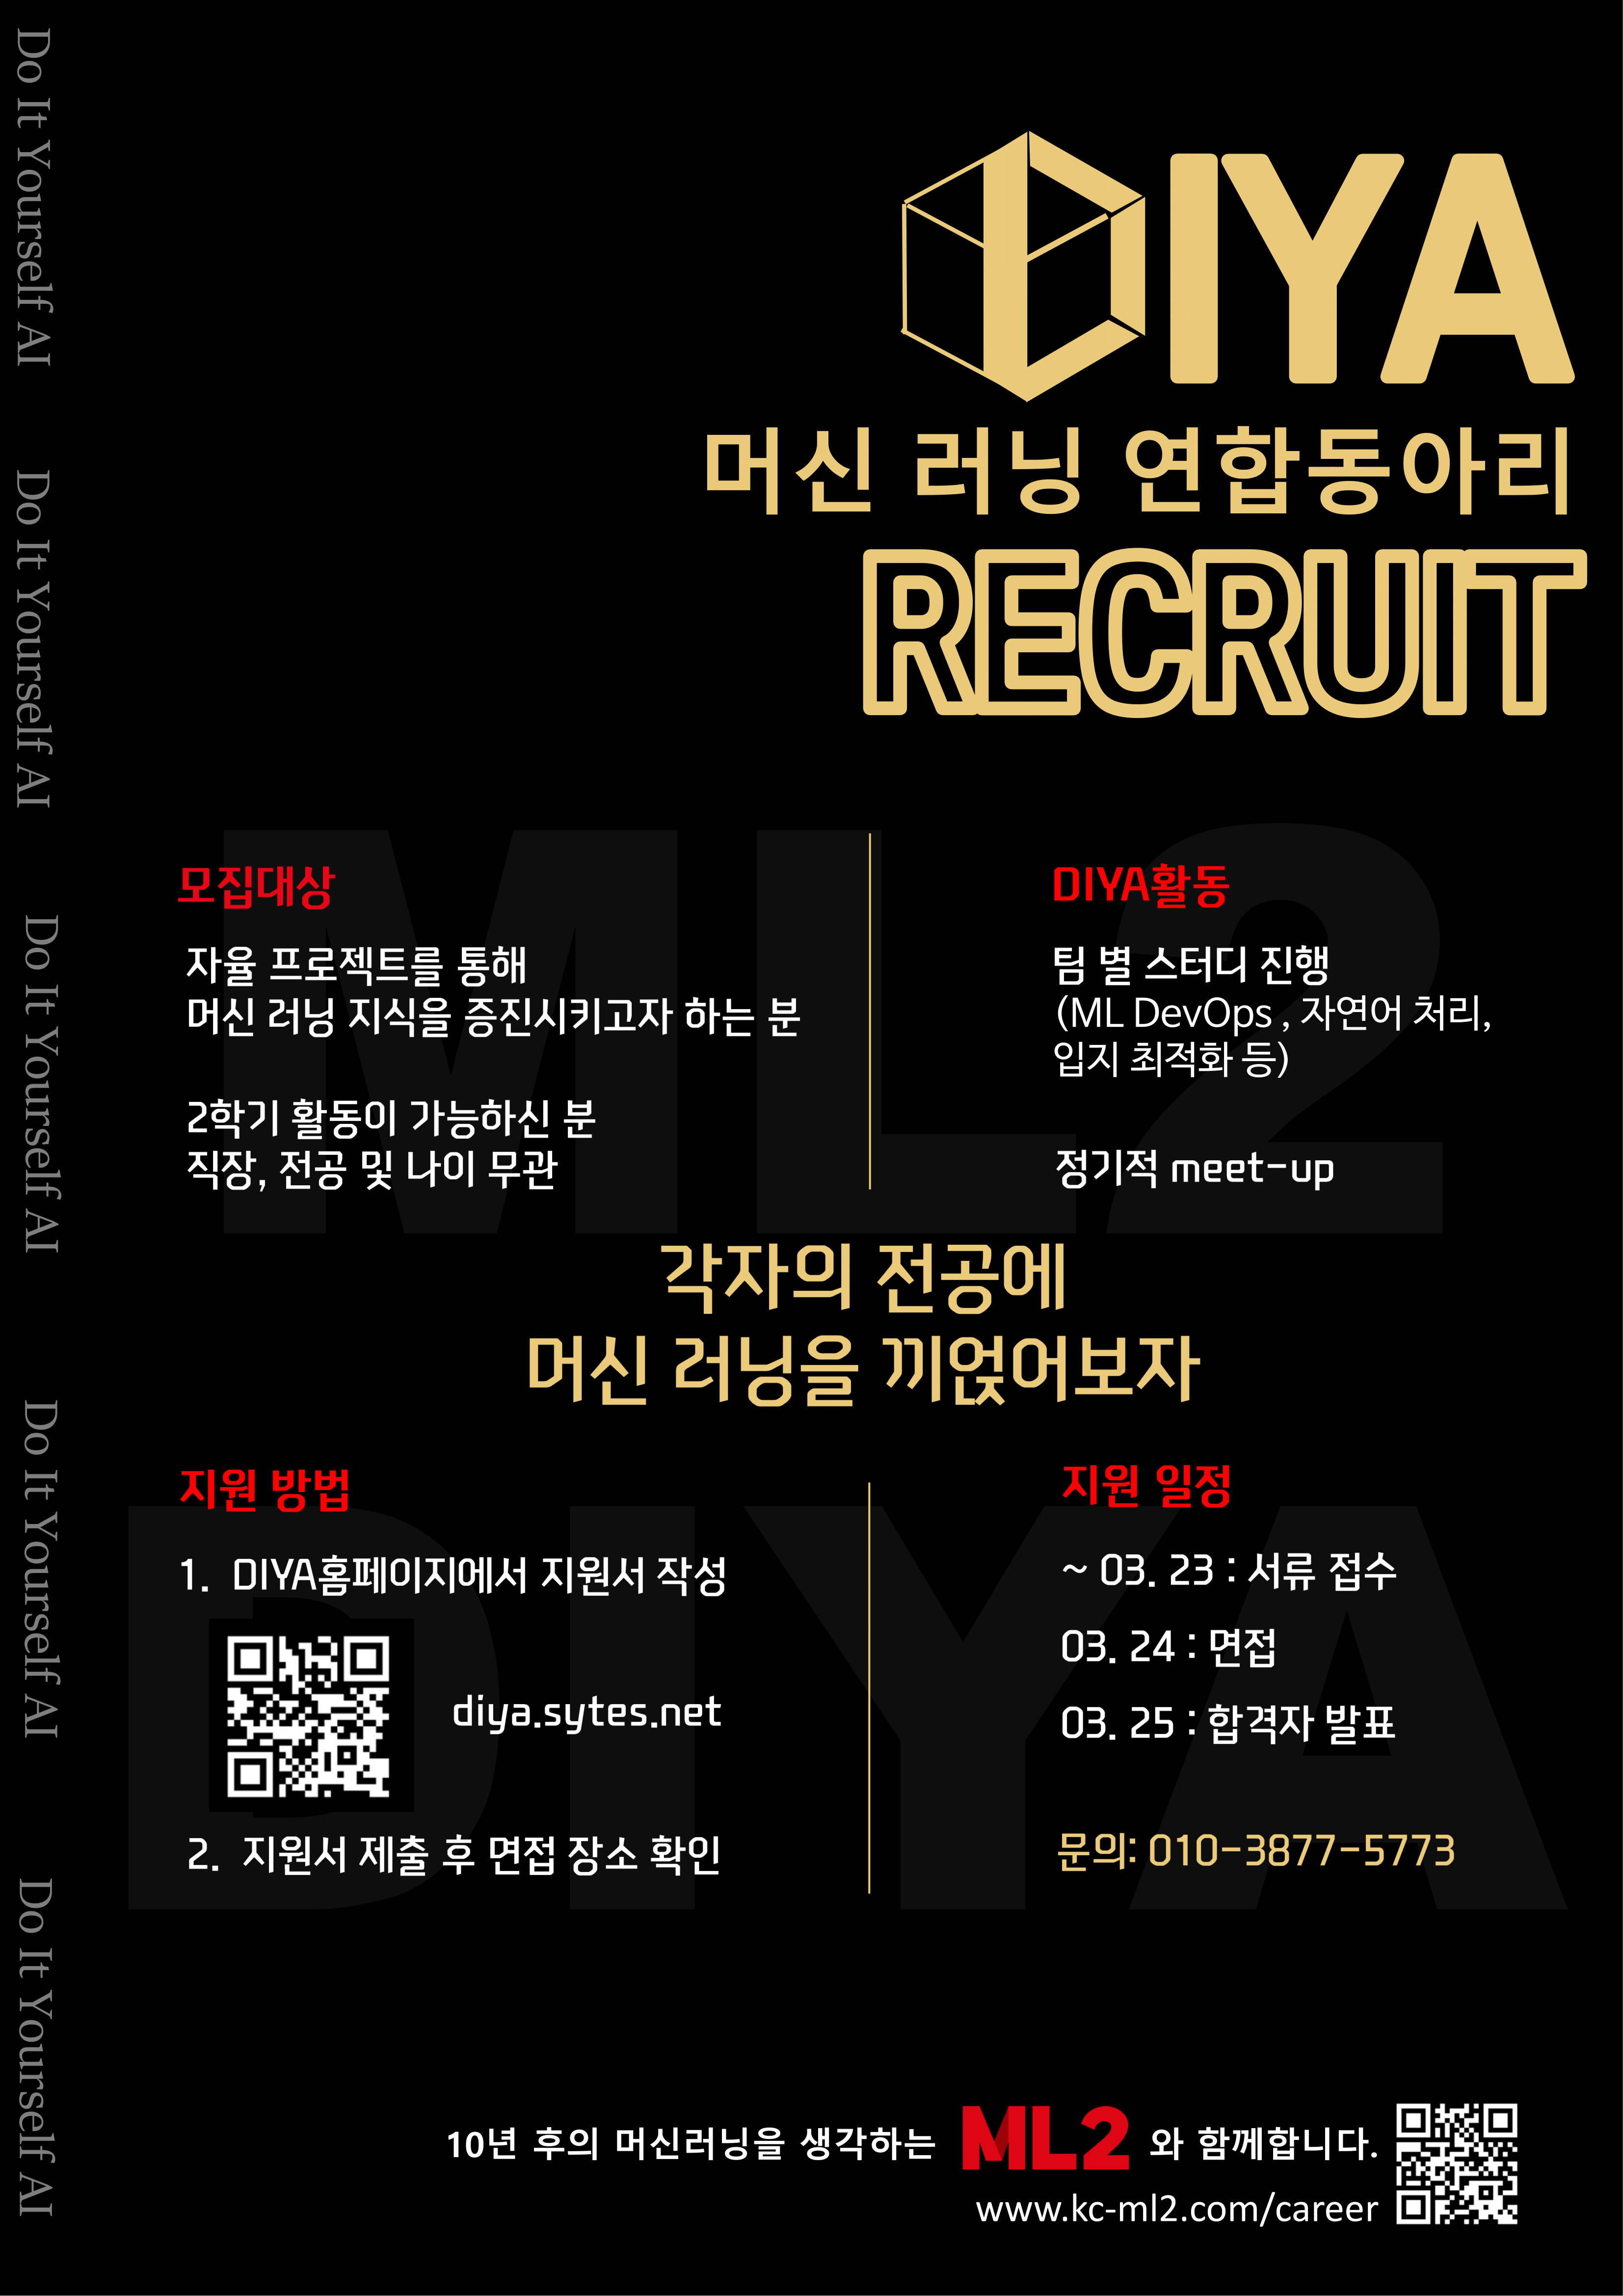 DIYA
머신 러닝 연합동아리
RECRUIT
Do It Yourself AI
Do It Yourself AI
Do It Yourself AI
Do It Yourself AI
Do It Yourself AI
ML2
모집대상
자율 프로젝트를 통해
머신 러닝 지식을 증진시키고자 하는 분
2학기 활동이 가능하신 분
직장, 전공 및 나이 무관
DIYA활동
팀 별 스터디 진행
(ML DevOps , 자연어 처리,
입지 최적화 등)
정기적 meet-up
각자의 전공에
머신 러닝을 끼얹어보자
DIYA
지원 방법
1. DIYA홈페이지에서 지원서 작성
diya.sytes.net
2. 지원서 제출 후 면접 장소 확인
지원 일정
~ 03. 23 : 서류 접수
03. 24 : 면접
03. 25 : 합격자 발표
문의: 010-3877-5773
10년 후의 머신러닝을 생각하는 ML2 와 함께합니다.
www.kc-ml2.com/career